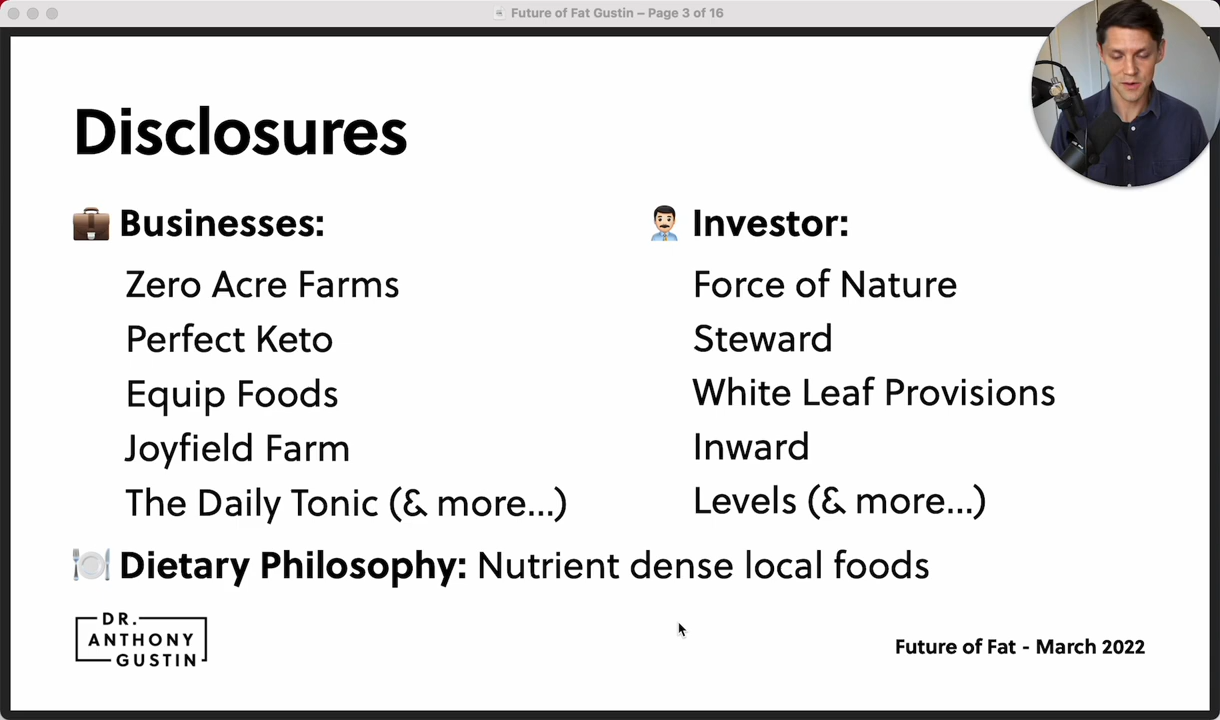 Future of Fat Gustin – Page 3 of 16
Disclosures
Businesses:
Zero Acre Farms
Perfect Keto
Equip Foods
Joyfield Farm
The Daily Tonic (& more...)
Investor:
Force of Nature
Steward
White Leaf Provisions
Inward
Levels (& more...)
Dietary Philosophy: Nutrient dense local foods
DR.
ANTHONY
GUSTIN
Future of Fat - March 2022